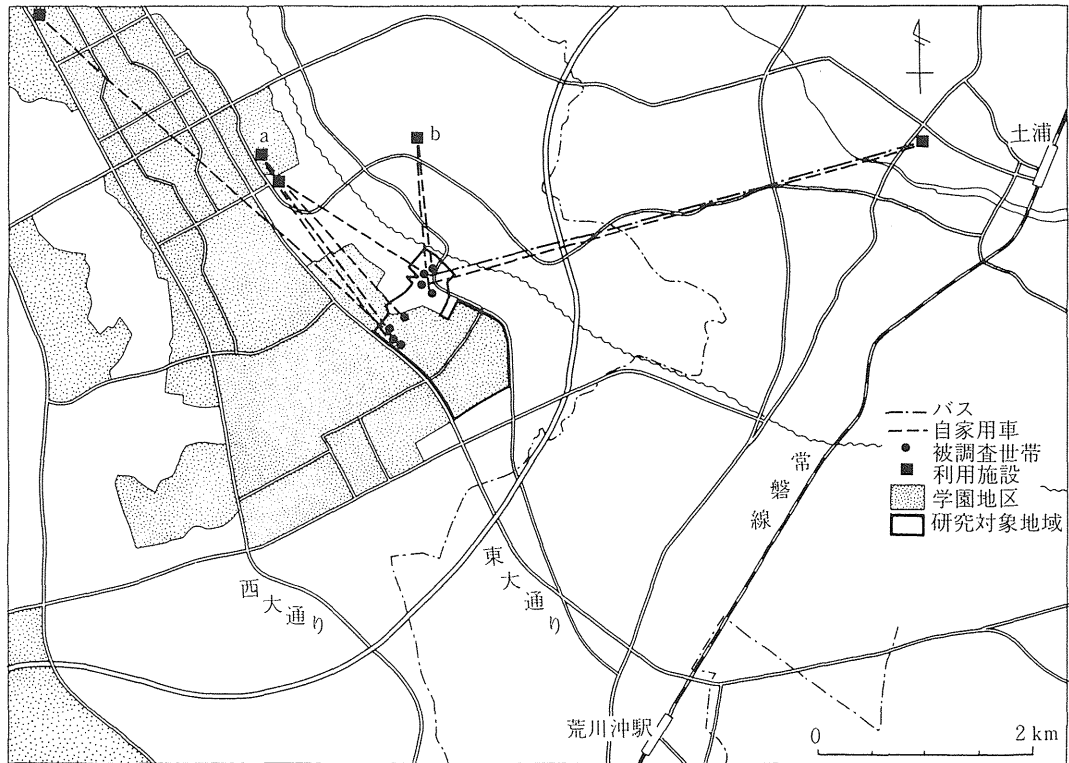 a
b
土浦
バス
自家用車
被調査世帯
利用施設
学園地区
研究対象地域
常磐線
西大通り
東大通り
荒川沖駅
0 2km